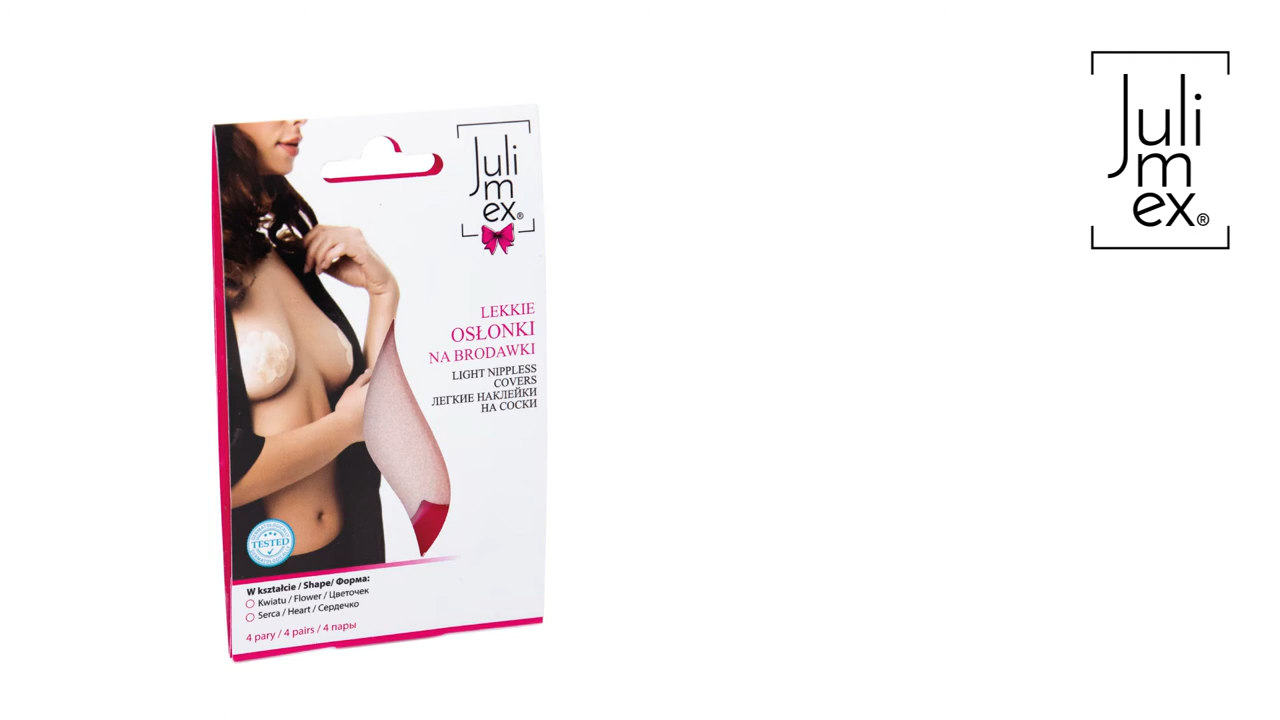 Juli
m
ex®
Juli
m
ex®
LEKKIE
OSŁONKI
NA BRODAWKI
LIGHT NIPPLESS
COVERS
ЛЕГКИЕ НАКЛЕЙКИ
НА СОСКИ
TESTED
W kształcie / Shape/ Форма:
Kwiatu / Flower / Цветочек
Serca / Heart / Сердечко
4 pary / 4 pairs / 4 пары